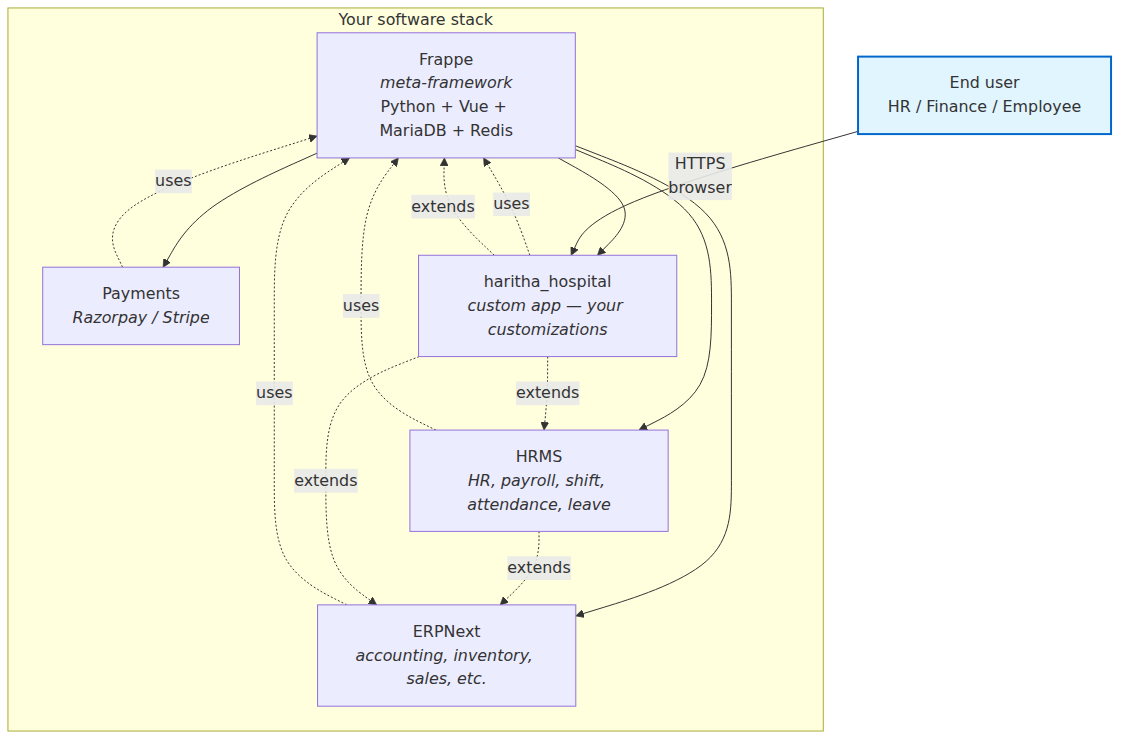 Your software stack
Frappe
meta-framework
Python + Vue +
MariaDB + Redis
End user
HR / Finance / Employee
HTTPS
browser
uses
extends
uses
Payments
Razorpay / Stripe
haritha_hospital
custom app — your
customizations
uses
uses
extends
extends
HRMS
HR, payroll, shift,
attendance, leave
extends
ERPNext
accounting, inventory,
sales, etc.